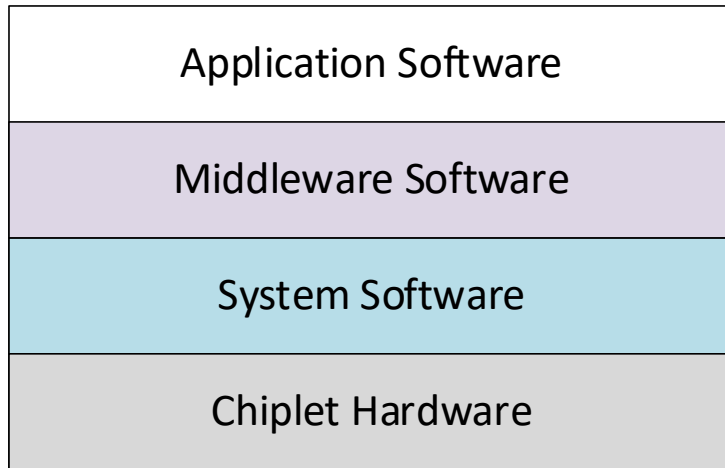 Application Software
Middleware Software
System Software
Chiplet Hardware